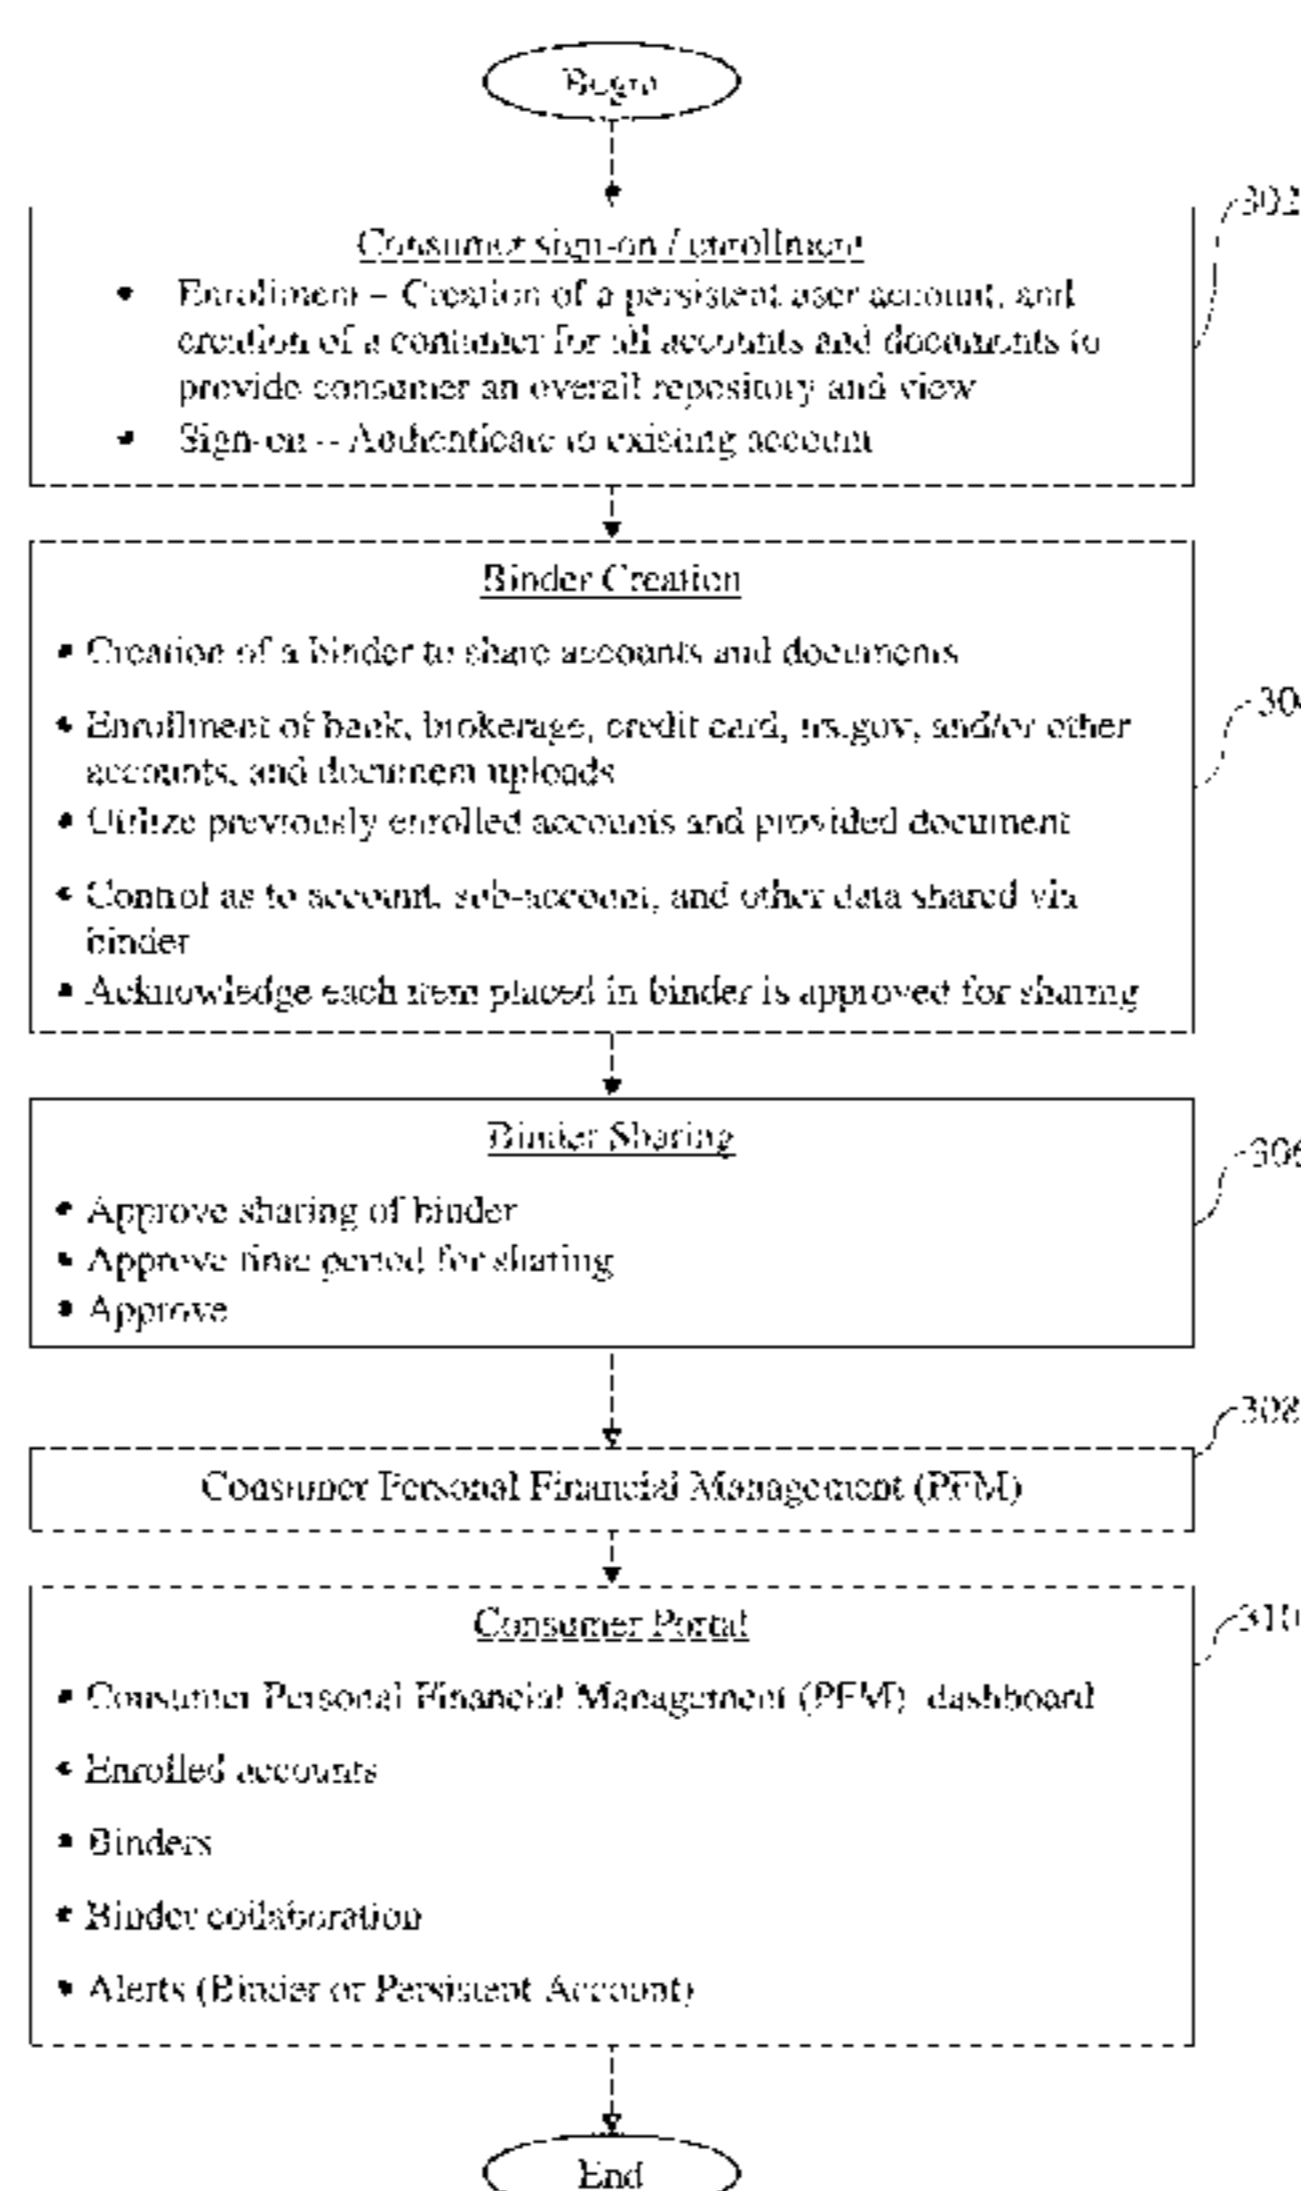 Begin
302
Consumer sign-on / enrollment
• Enrollment – Creation of a persistent user account, and
creation of a container for all accounts and documents to
provide consumer an overall repository and view
• Sign-on -- Authenticate to existing account
Binder Creation
• Creation of a binder to share accounts and documents
30
• Enrollment of bank, brokerage, credit card, irs.gov, and/or other
accounts, and document uploads
• Utilize previously enrolled accounts and provided document
• Control as to account, sub-account, and other data shared via
binder
• Acknowledge each item placed in binder is approved for sharing
Binder Sharing
306
• Approve sharing of binder
• Approve time period for sharing
• Approve
308
Consumer Personal Financial Management (PFM)
Consumer Portal
310
• Consumer Personal Financial Management (PFM) dashboard
• Enrolled accounts
• Binders
• Binder collaboration
• Alerts (Binder or Persistent Account)
End